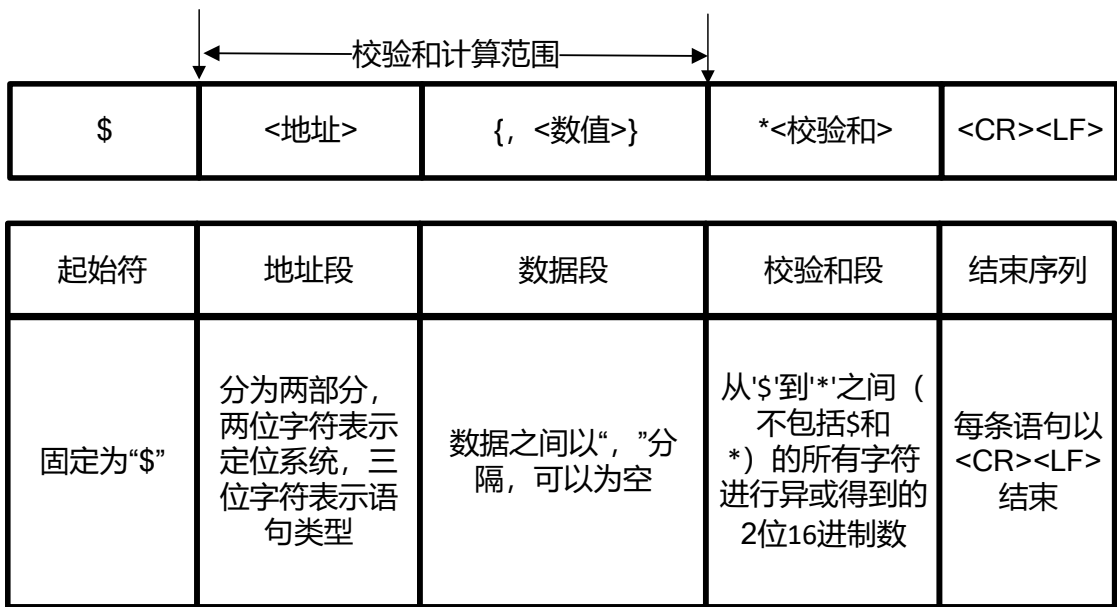 校验和计算范围
$ <地址> {，<数值>} *<校验和> <CR><LF>
起始符 地址段 数据段 校验和段 结束序列
固定为“$”
分为两部分，
两位字符表示
定位系统，三
位字符表示语
句类型
数据之间以“，”分
隔，可以为空
从'$'到'*'之间（
不包括$和
*）的所有字符
进行异或得到的
2位16进制数
每条语句以
<CR><LF>
结束